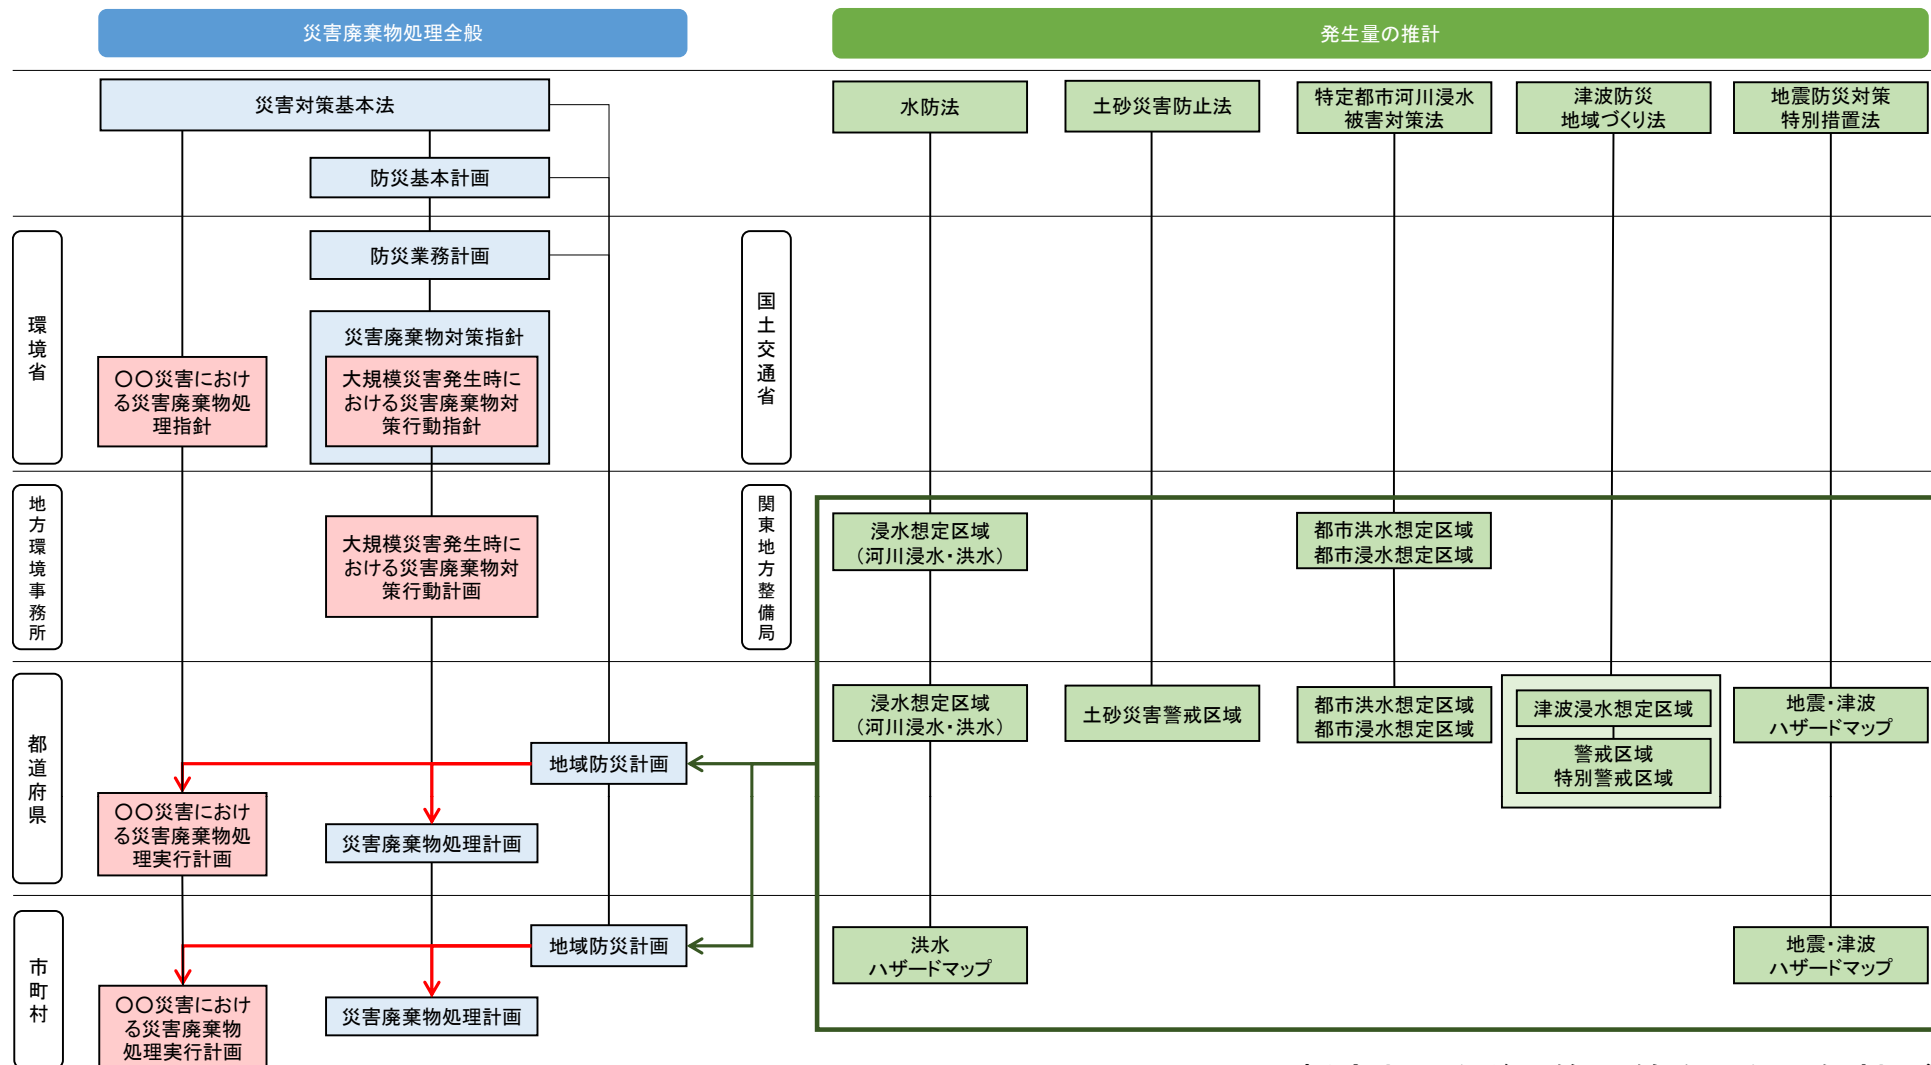 災害廃棄物処理全般
発生量の推計
災害対策基本法
水防法
土砂災害防止法
特定都市河川浸水
被害対策法
津波防災
地域づくり法
地震防災対策
特別措置法
防災基本計画
環境省
防災業務計画
国土交通省
災害廃棄物対策指針
〇〇災害におけ
る災害廃棄物処
理指針
大規模災害発生時に
おける災害廃棄物対
策行動指針
地方環境事務所
大規模災害発生時に
おける災害廃棄物対
策行動計画
関東地方整備局
浸水想定区域
（河川浸水・洪水）
都市洪水想定区域
都市浸水想定区域
都道府県
浸水想定区域
（河川浸水・洪水）
土砂災害警戒区域
都市洪水想定区域
都市浸水想定区域
津波浸水想定区域
警戒区域
特別警戒区域
地震・津波
ハザードマップ
地域防災計画
〇〇災害におけ
る災害廃棄物処
理実行計画
災害廃棄物処理計画
市町村
地域防災計画
洪水
ハザードマップ
地震・津波
ハザードマップ
〇〇災害におけ
る災害廃棄物
処理実行計画
災害廃棄物処理計画